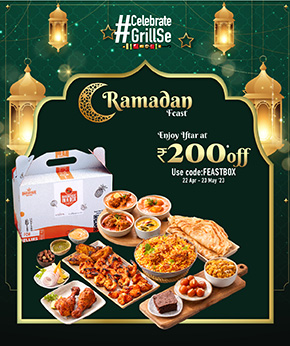 #Celebrate
GrillSe
Ramadan
Feast
Enjoy Iftar at
₹200*off
Use code:FEASTBOX
22 Apr - 23 May '23